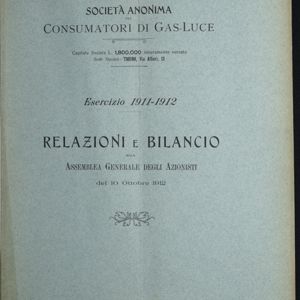 SOCIETÀ ANONIMA
DEI
CONSUMATORI DI GAS-LUCE
Capitale Sociale L. 1,800,000 interamente versato
Sede Sociale: TORINO, Via Alfieri, 13
Esercizio 1911-1912
RELAZIONI E BILANCIO
ALLA
ASSEMBLEA GENERALE DEGLI AZIONISTI
del 10 Ottobre 1912